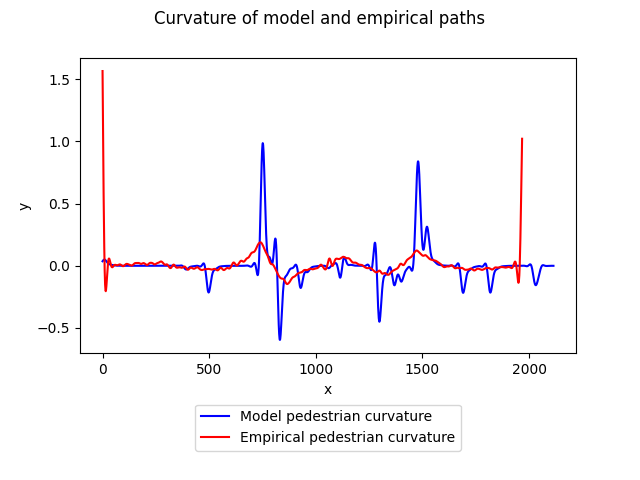 Curvature of model and empirical paths
1.5
1.0
0.5
0.0
−0.5
y
0 500 1000 1500 2000
x
Model pedestrian curvature
Empirical pedestrian curvature